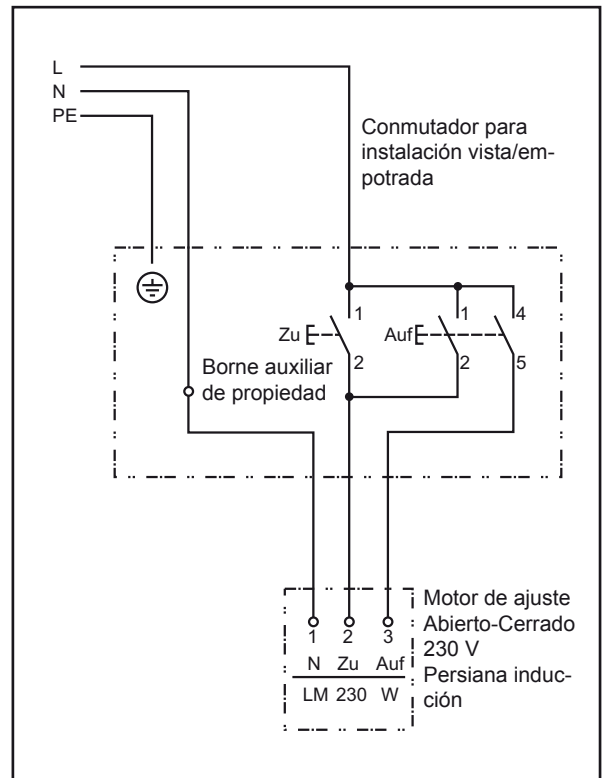 L
N
PE
Conmutador para
instalación vista/em-
potrada
1
1
4
Zu
Auf
2
2
5
Borne auxiliar
de propiedad
Motor de ajuste
Abierto-Cerrado
230 V
Persiana induc-
ción
1 2 3
N Zu Auf
LM 230 W